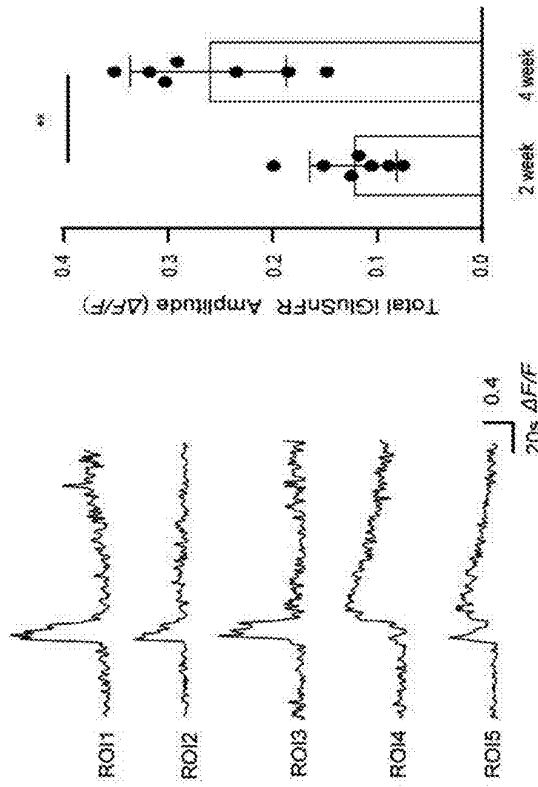 ROI1
ROI2
ROI3
ROI4
ROI5
0.4
20s ΔF/F
**
0.4
0.3
0.2
0.1
0.0
Total iGluSnFR Amplitude (ΔF/F)
2 week
4 week